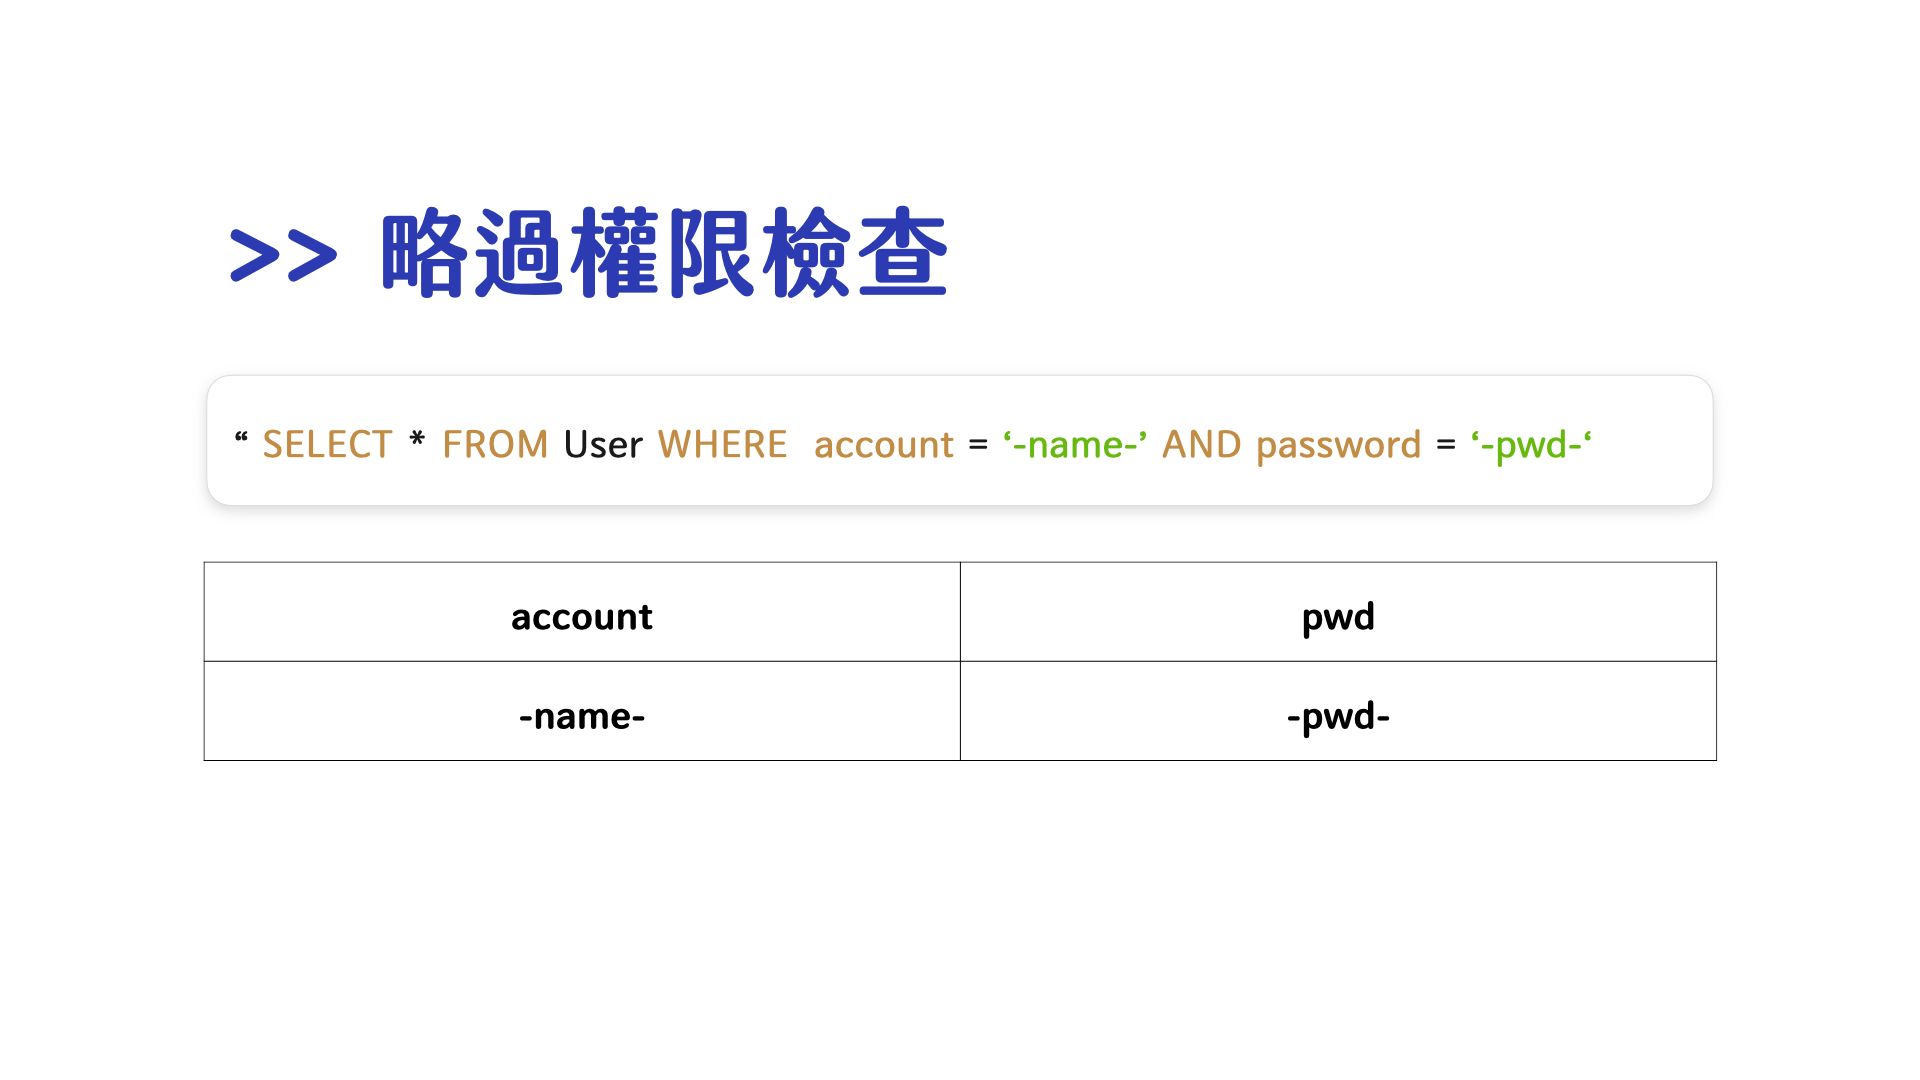 >> 略過權限檢查
“ SELECT * FROM User WHERE account = ‘-name-’ AND password = ‘-pwd-‘
account pwd
-name- -pwd-